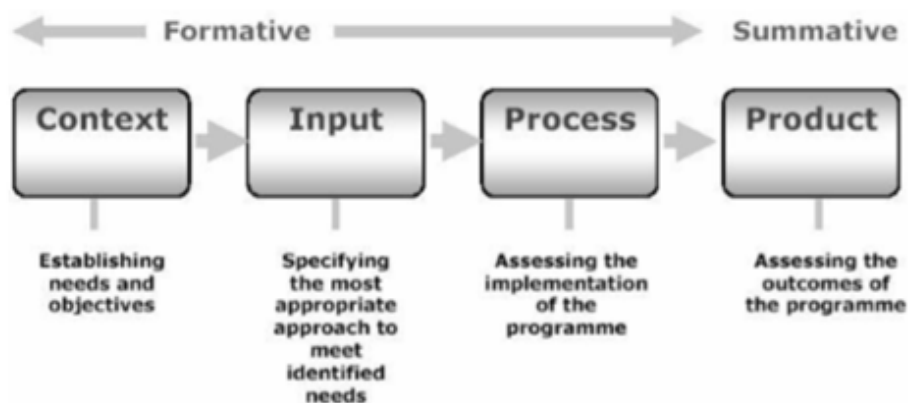 Formative
Summative
Context
Input
Process
Product
Establishing
needs and
objectives
Specifying
the most
appropriate
approach to
meet
identified
needs
Assessing the
implementation
of the
programme
Assessing the
outcomes of
the programme